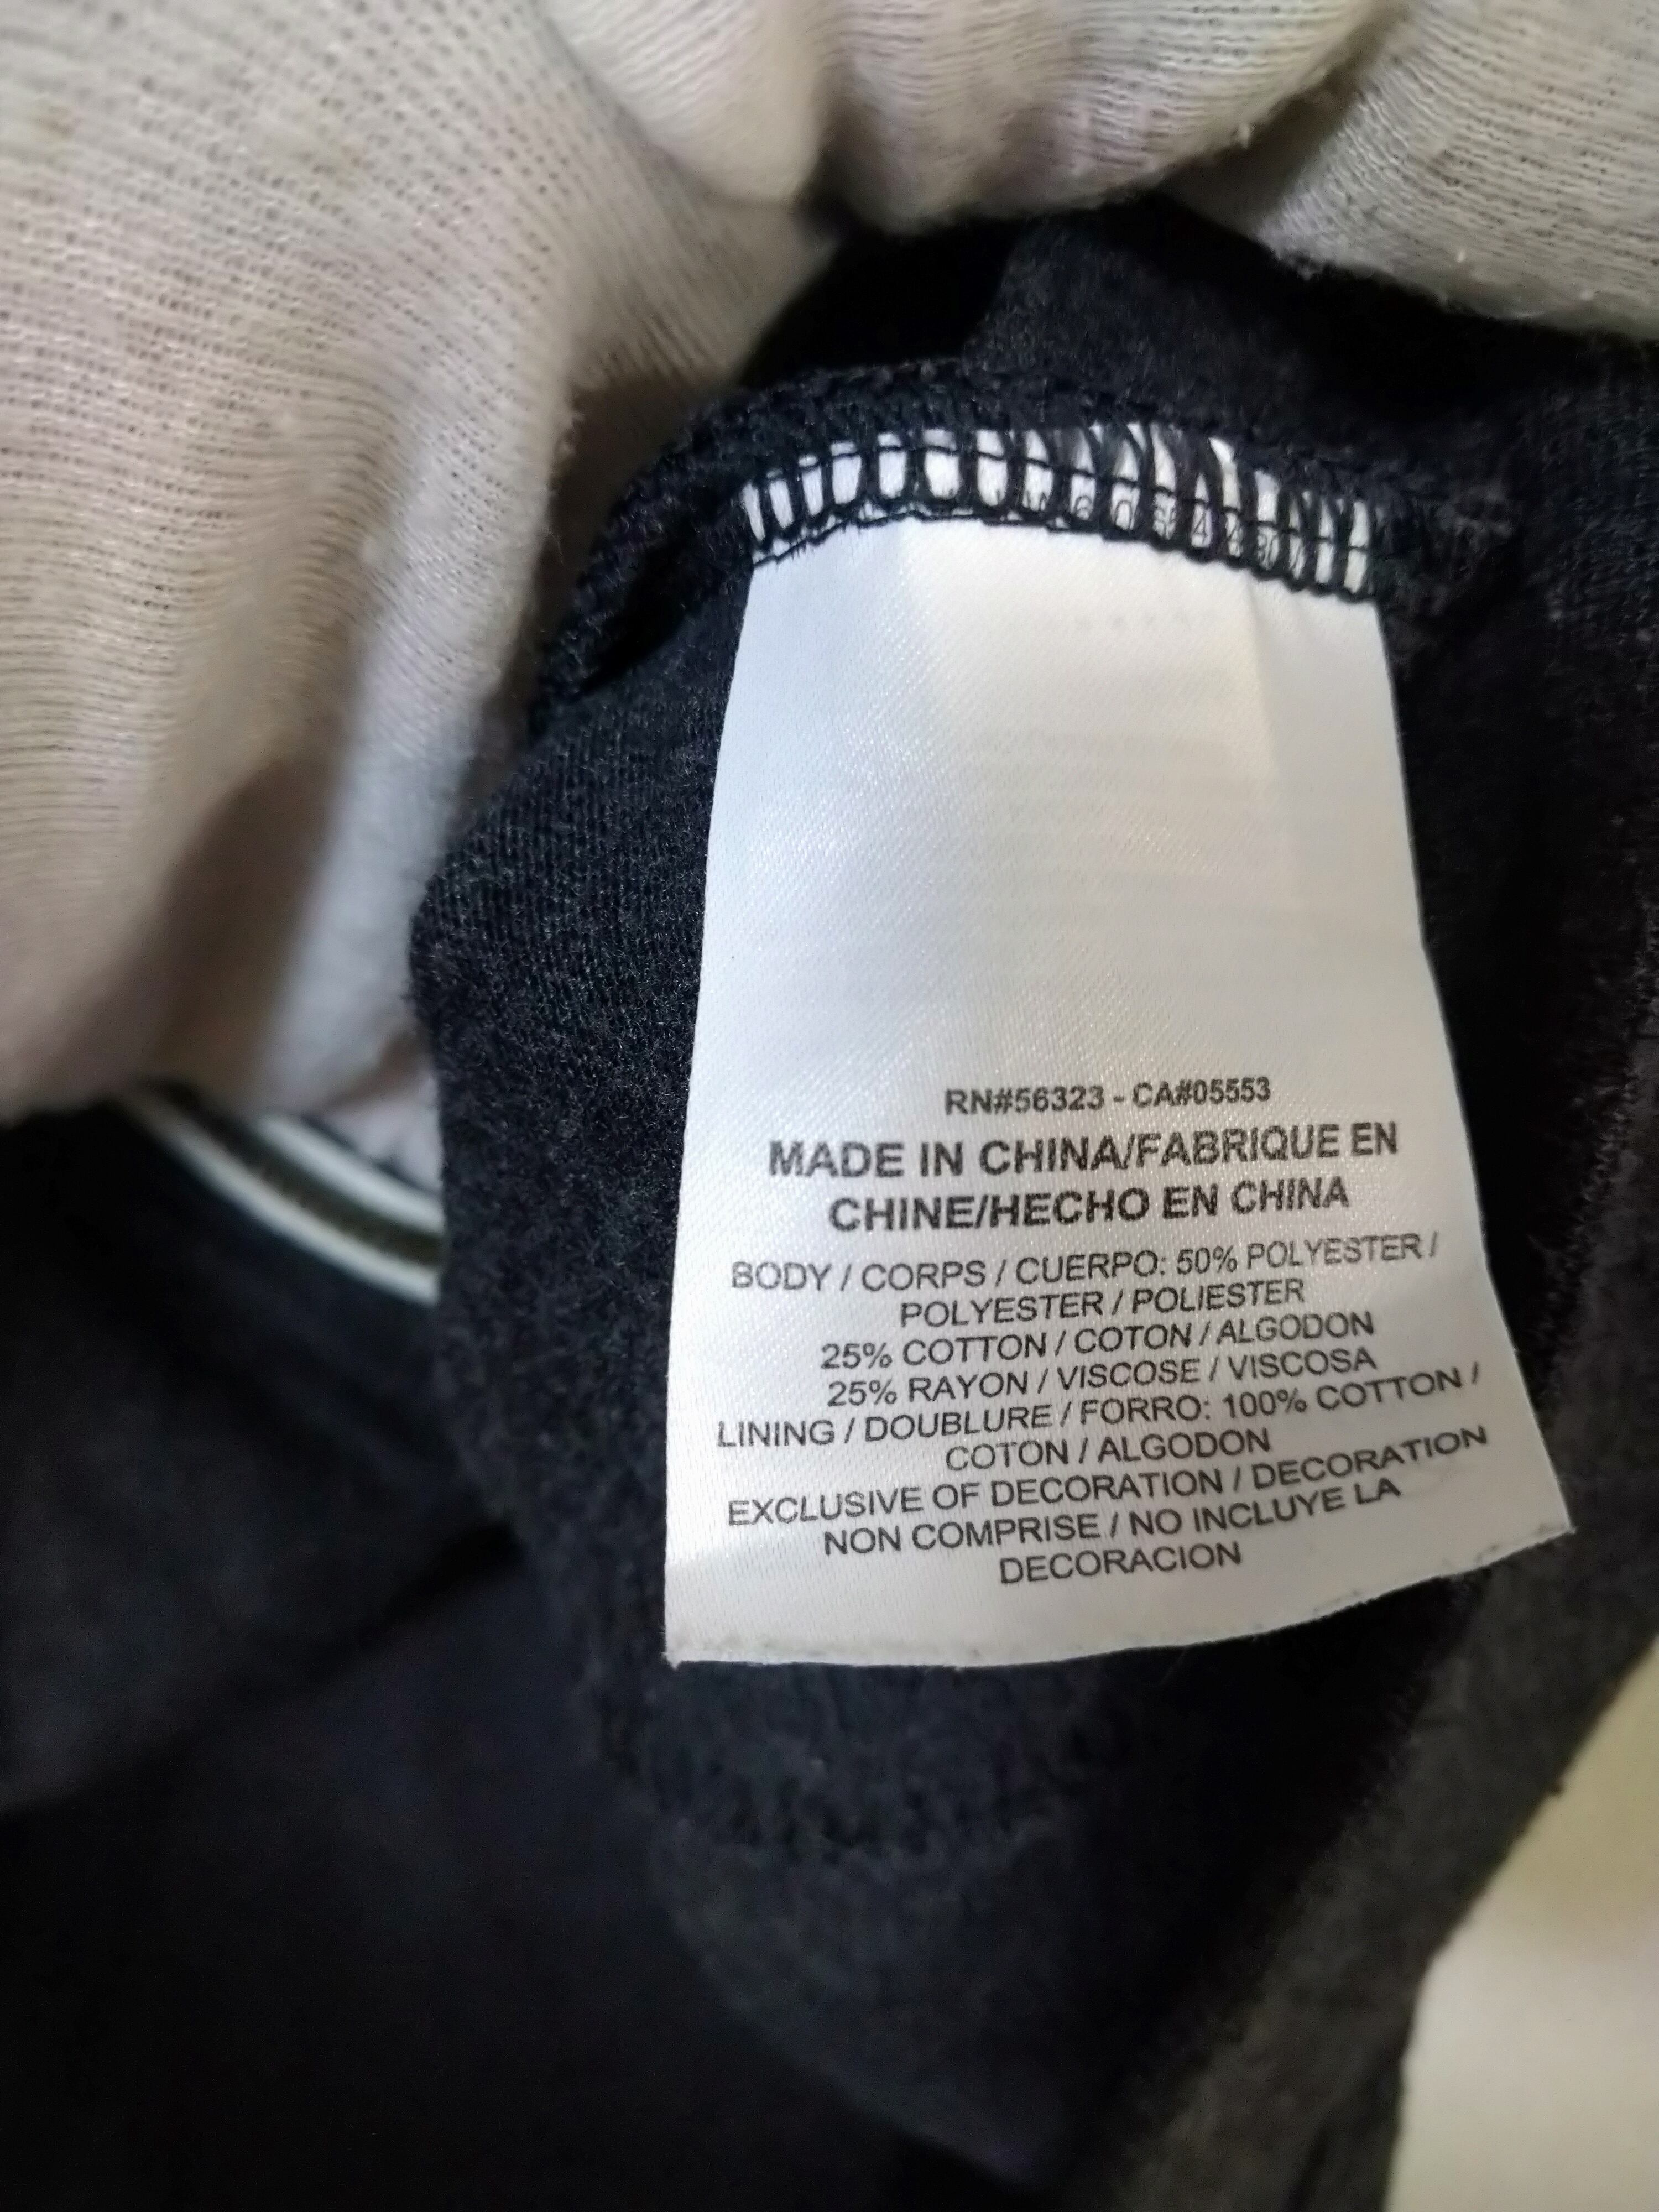 RN#56323 - CA#05553
MADE IN CHINA/FABRIQUE EN
CHINE/HECHO EN CHINA
BODY / CORPS / CUERPO: 50% POLYESTER /
POLYESTER / POLIESTER
25% COTTON / COTON / ALGODON
25% RAYON / VISCOSE / VISCOSA
LINING / DOUBLURE / FORRO: 100% COTTON /
COTON / ALGODON
EXCLUSIVE OF DECORATION / DECORATION
NON COMPRISE / NO INCLUYE LA
DECORACION